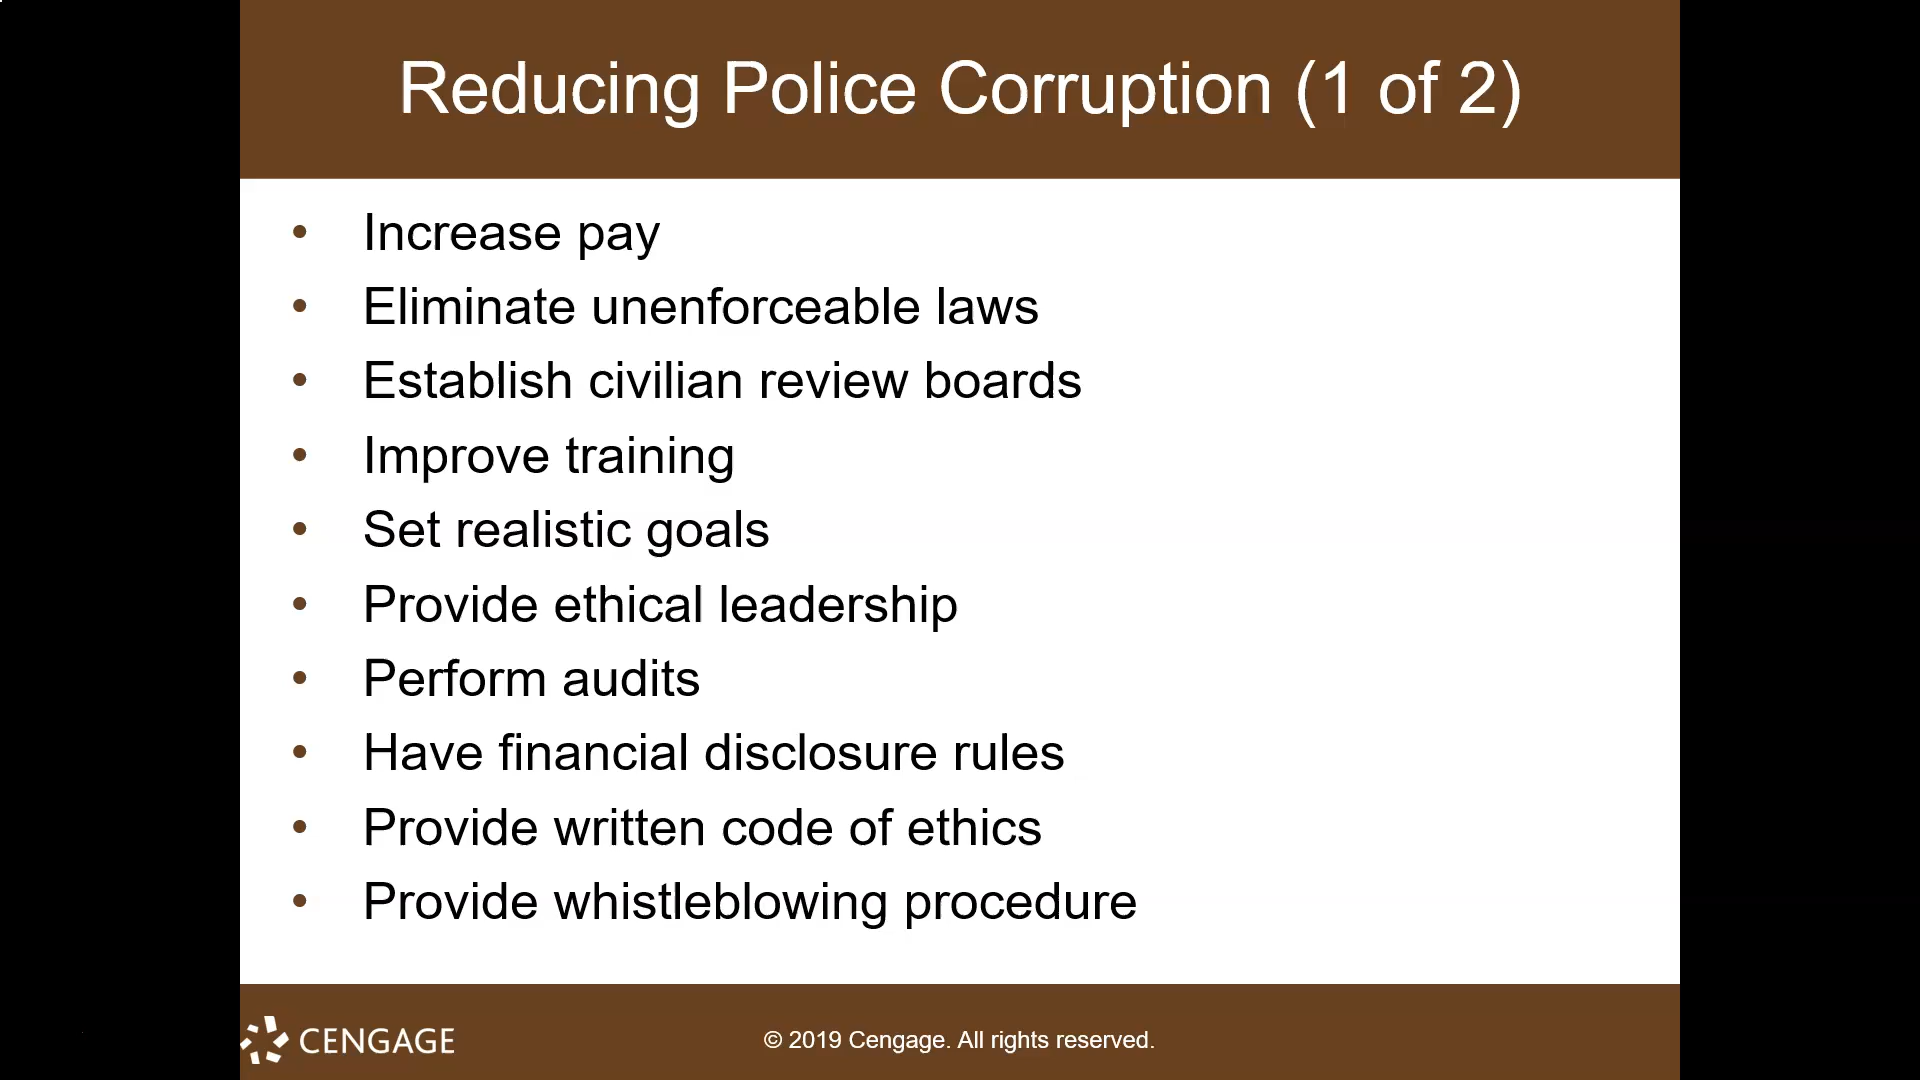 Reducing Police Corruption (1 of 2)
• Increase pay
• Eliminate unenforceable laws
• Establish civilian review boards
• Improve training
• Set realistic goals
• Provide ethical leadership
• Perform audits
• Have financial disclosure rules
• Provide written code of ethics
• Provide whistleblowing procedure
CENGAGE
© 2019 Cengage. All rights reserved.